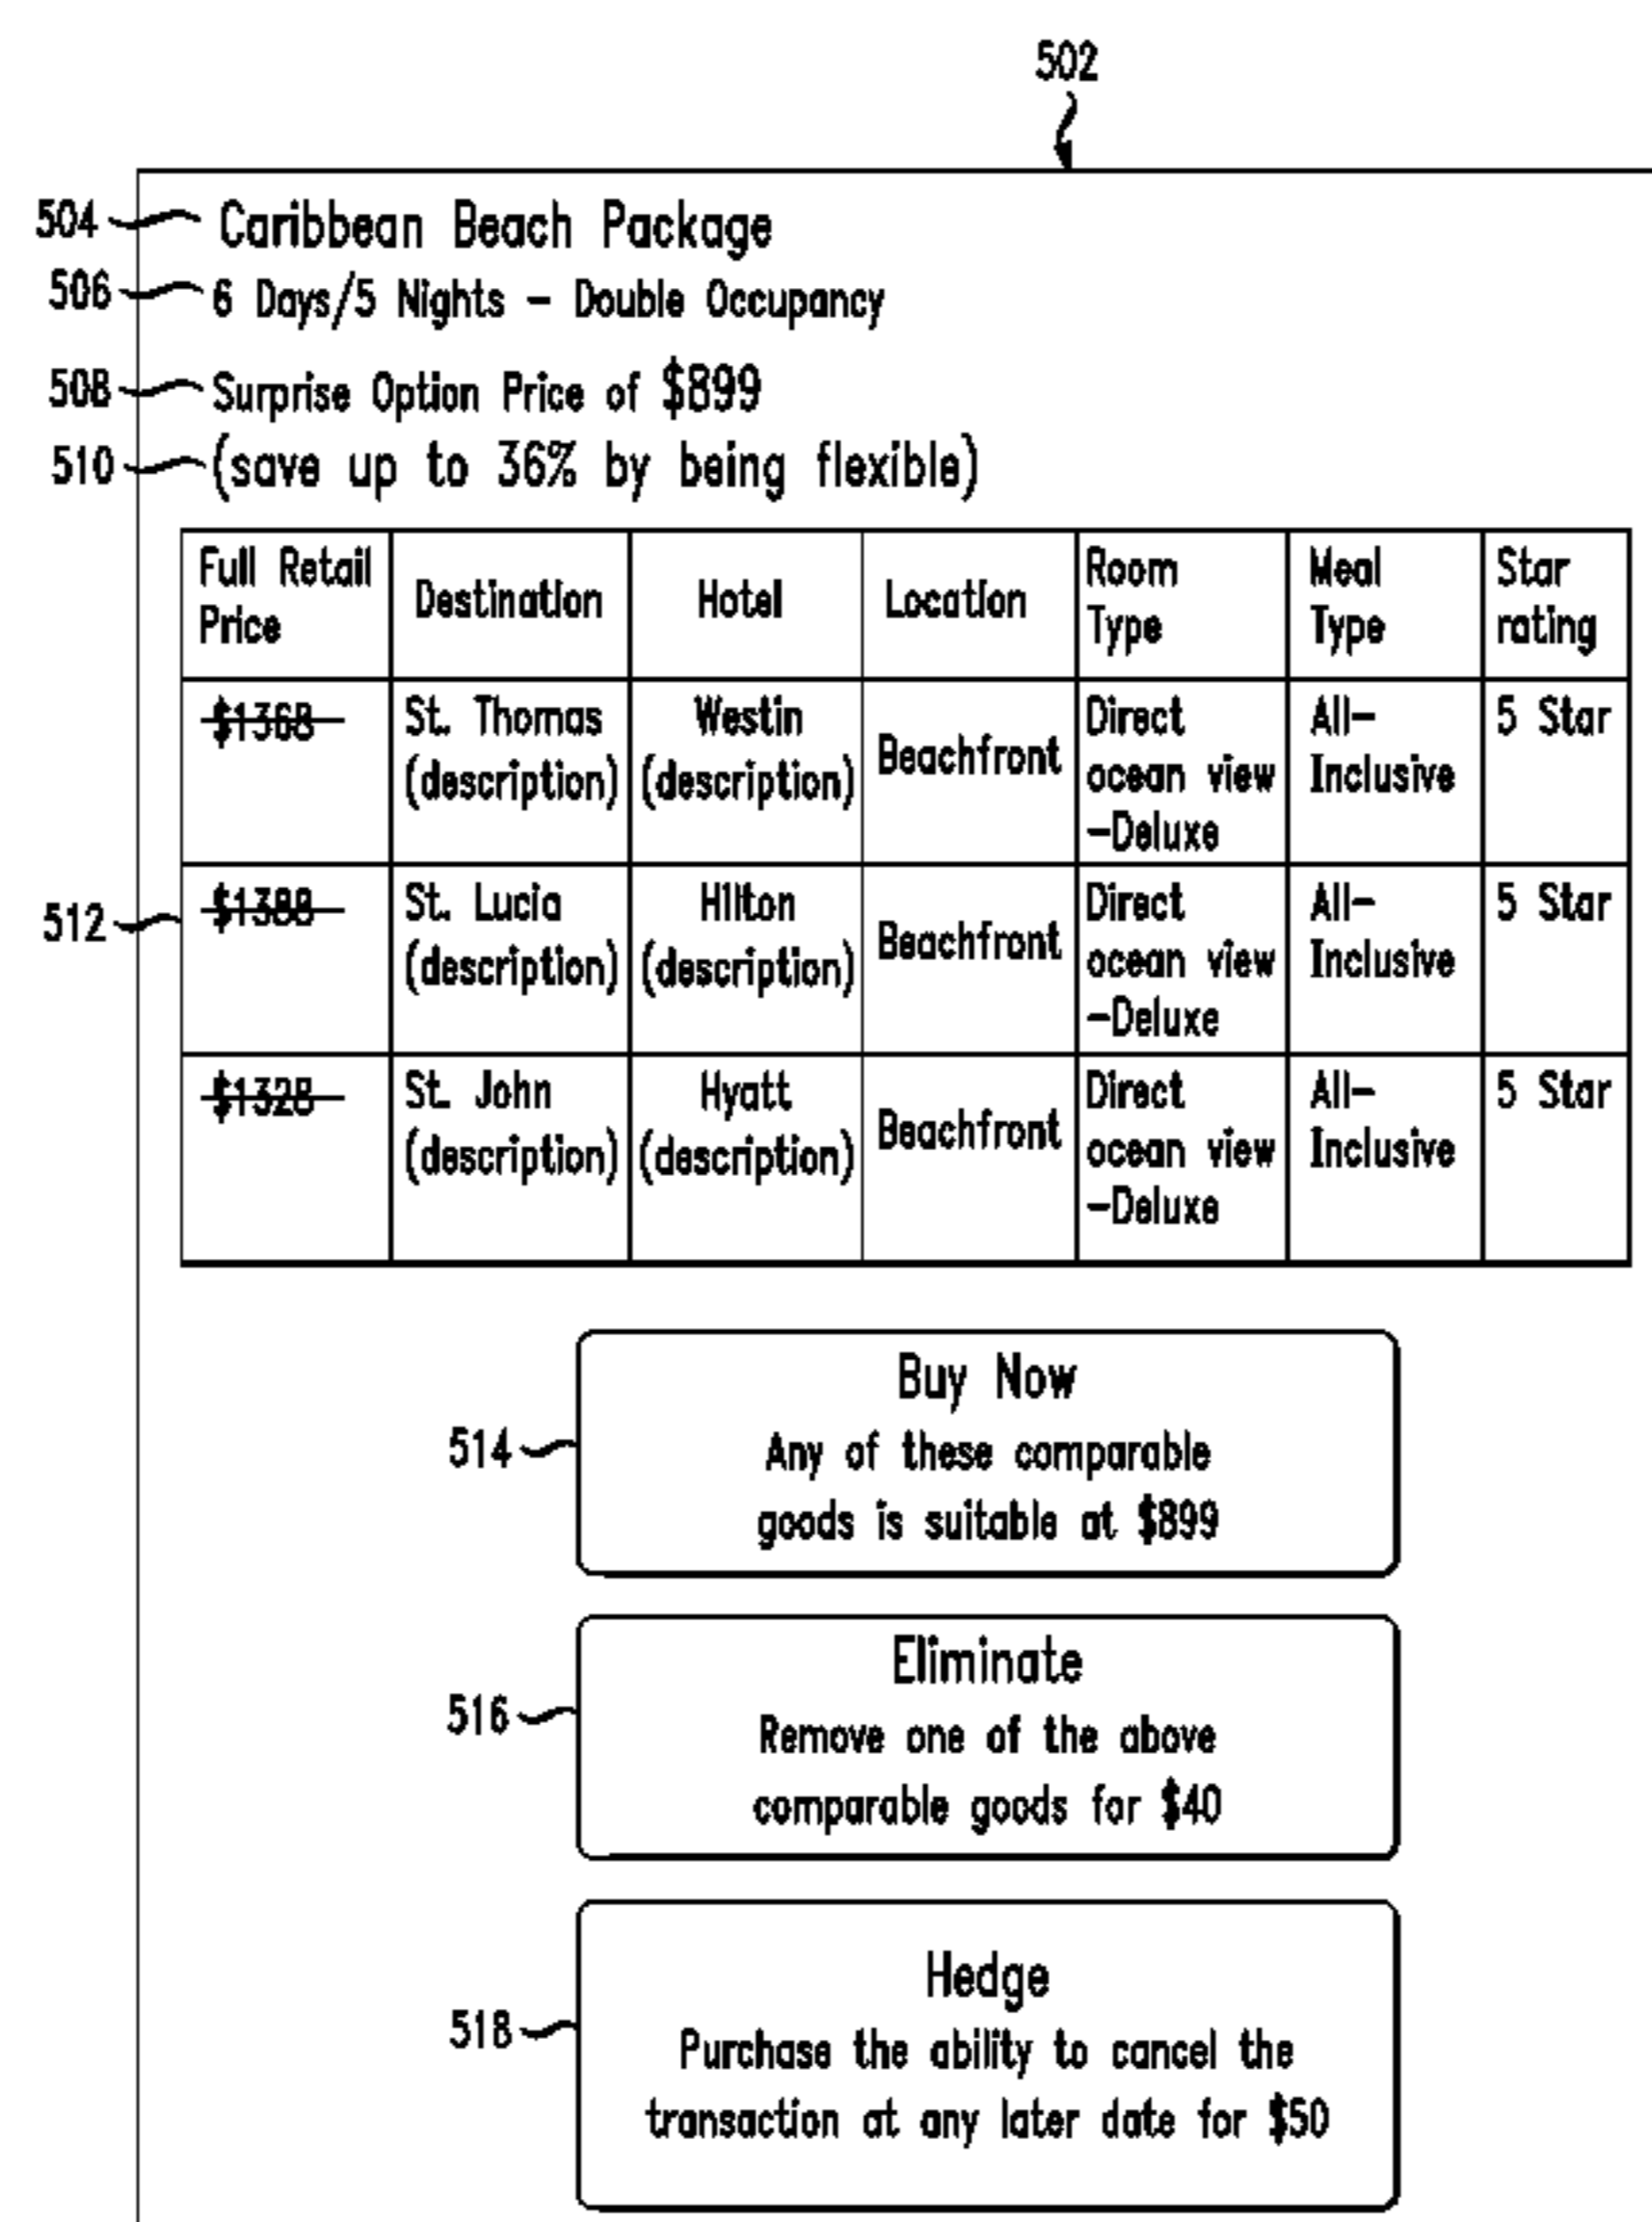 502
504 Caribbean Beach Package
506 6 Days/5 Nights – Double Occupancy
508 Surprise Option Price of $899
510 (save up to 36% by being flexible)
Full Retail Price Destination Hotel Location Room Type Meal Type Star rating
$1368 St. Thomas (description) Westin (description) Beachfront Direct ocean view –Deluxe All–Inclusive 5 Star
512 $1388 St. Lucia (description) Hilton (description) Beachfront Direct ocean view –Deluxe All–Inclusive 5 Star
$1328 St. John (description) Hyatt (description) Beachfront Direct ocean view –Deluxe All–Inclusive 5 Star
Buy Now
514 Any of these comparable
goods is suitable at $899
Eliminate
516 Remove one of the above
comparable goods for $40
Hedge
518 Purchase the ability to cancel the
transaction at any later date for $50